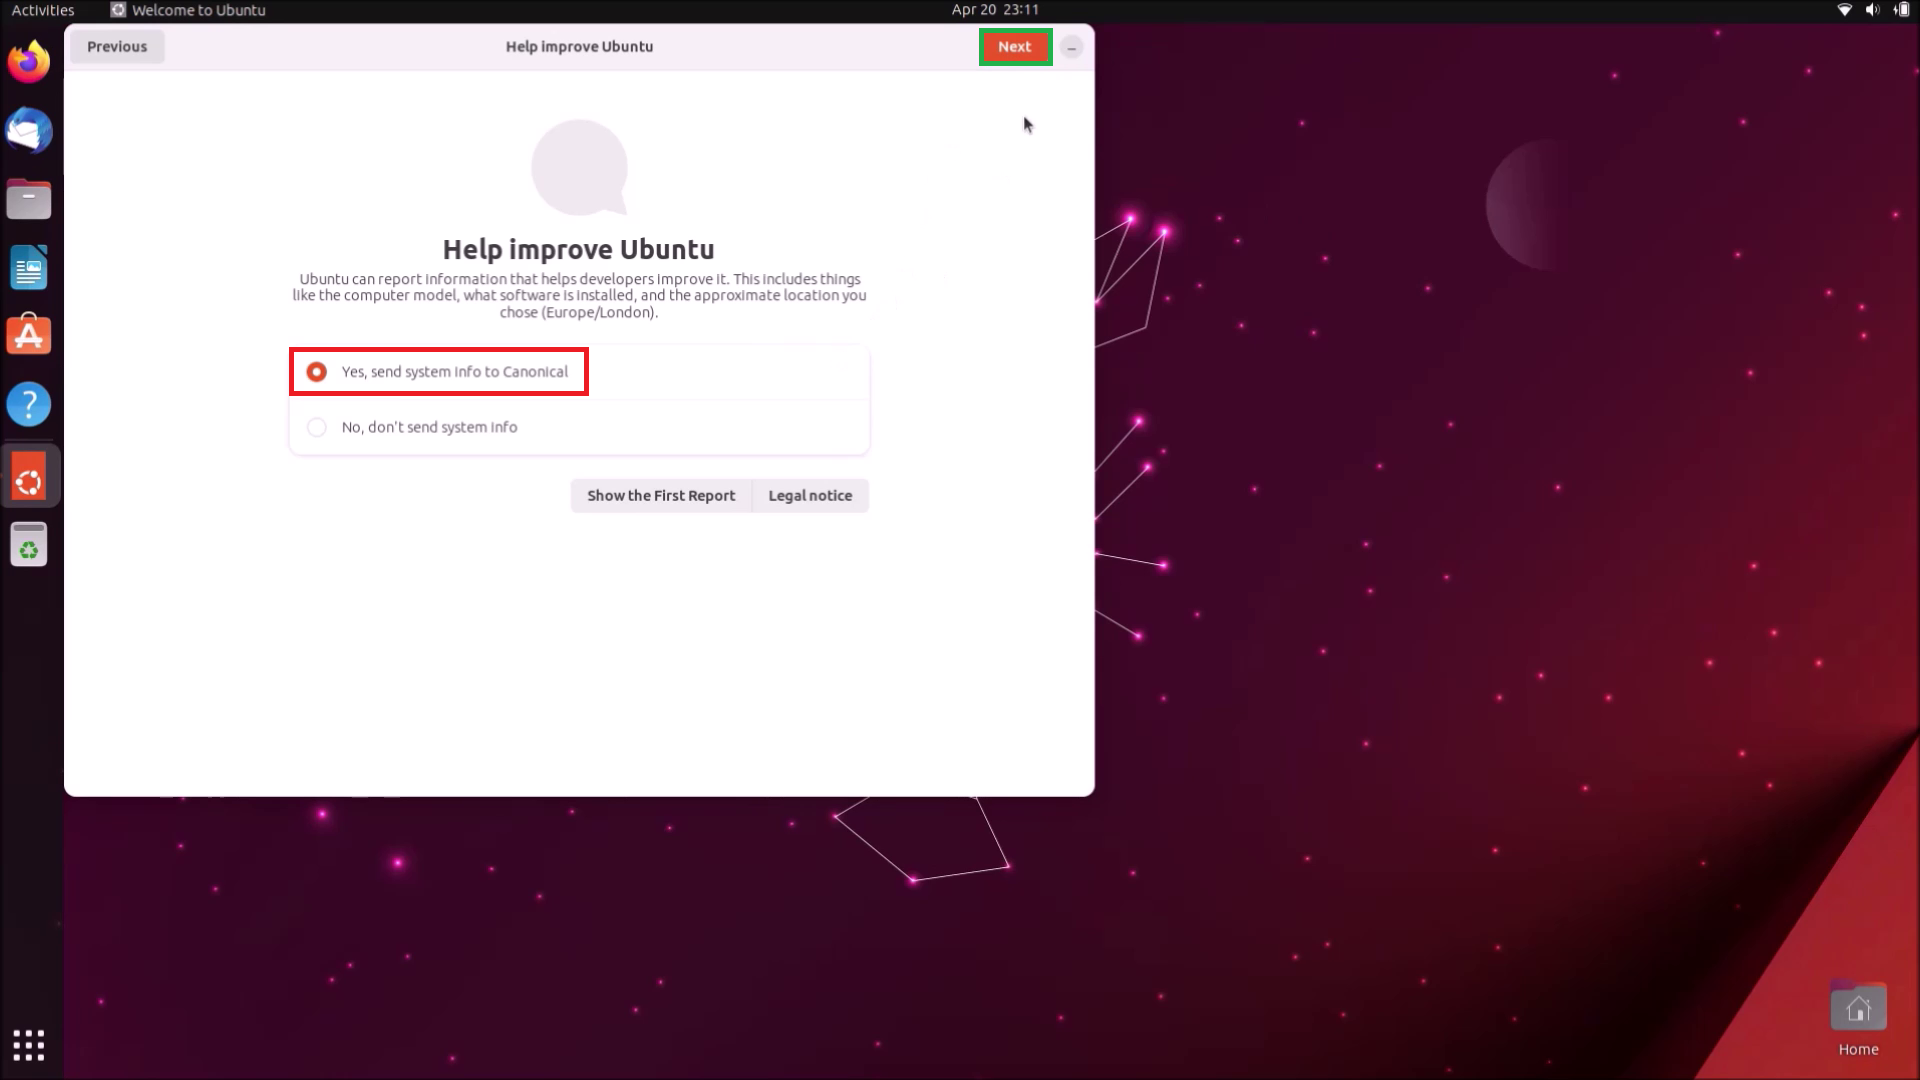 Activities
Welcome to Ubuntu
Apr 20 23:11
Previous
Help improve Ubuntu
Next
Help improve Ubuntu
Ubuntu can report information that helps developers improve it. This includes things
like the computer model, what software is installed, and the approximate location you
chose (Europe/London).
Yes, send system info to Canonical
No, don't send system info
Show the First Report
Legal notice
Home